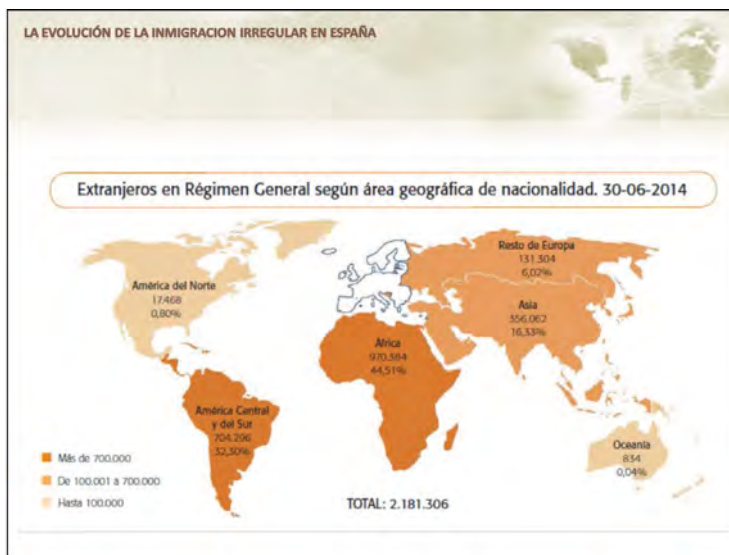 LA EVOLUCIÓN DE LA INMIGRACION IRREGULAR EN ESPAÑA
Extranjeros en Régimen General según área geográfica de nacionalidad. 30-06-2014
Resto de Europa
131.304
6,02%
América del Norte
17.468
0,80%
Asia
356.062
16,33%
África
970.384
44,51%
América Central
y del Sur
704.296
32,30%
Oceanía
834
0,04%
Más de 700.000
De 100.001 a 700.000
Hasta 100.000
TOTAL: 2.181.306